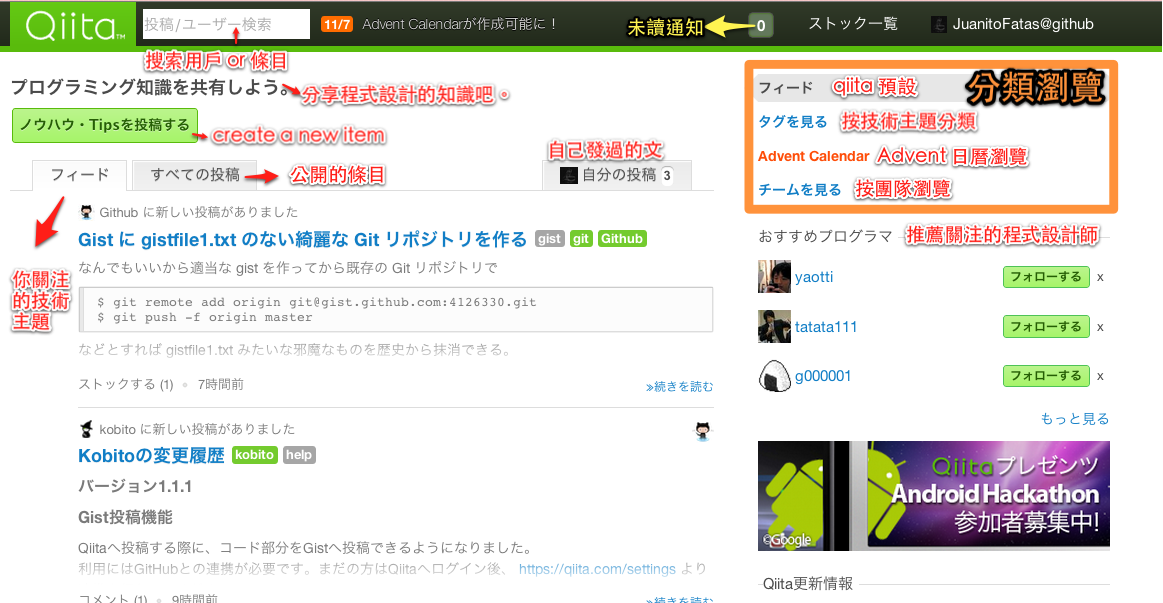 Qiita™
投稿/ユーザー検索
11/7 Advent Calendarが作成可能に！
未讀通知
0
ストック一覧
JuanitoFatas@github
搜索用戶 or 條目
プログラミング知識を共有しよう。
分享程式設計的知識吧。
ノウハウ・Tipsを投稿する
create a new item
フィード
すべての投稿
公開的條目
自己發過的文
自分の投稿 3
你關注
的技術
主題
Github に新しい投稿がありました
Gist に gistfile1.txt のない綺麗な Git リポジトリを作る gist git Github
なんでもいいから適当な gist を作ってから既存の Git リポジトリで
$ git remote add origin git@gist.github.com:4126330.git
$ git push -f origin master
などとすれば gistfile1.txt みたいな邪魔なものを歴史から抹消できる。
ストックする (1) • 7時間前
»続きを読む
kobito に新しい投稿がありました
Kobitoの変更履歴 kobito help
バージョン1.1.1
Gist投稿機能
Qiitaへ投稿する際に、コード部分をGistへ投稿できるようになりました。
利用にはGitHubとの連携が必要です。まだの方はQiitaへログイン後、 https://qiita.com/settings より
コメント (1) • 9時間前
»続きを読む
フィード
qiita 預設
分類瀏覽
タグを見る
按技術主題分類
Advent Calendar
Advent 日曆瀏覽
チームを見る
按團隊瀏覽
おすすめプログラマ
推薦關注的程式設計師
yaotti フォローする x
tatata111 フォローする x
g000001 フォローする x
もっと見る
Qiitaプレゼンツ
Android Hackathon
参加者募集中!
©Google
Qiita更新情報